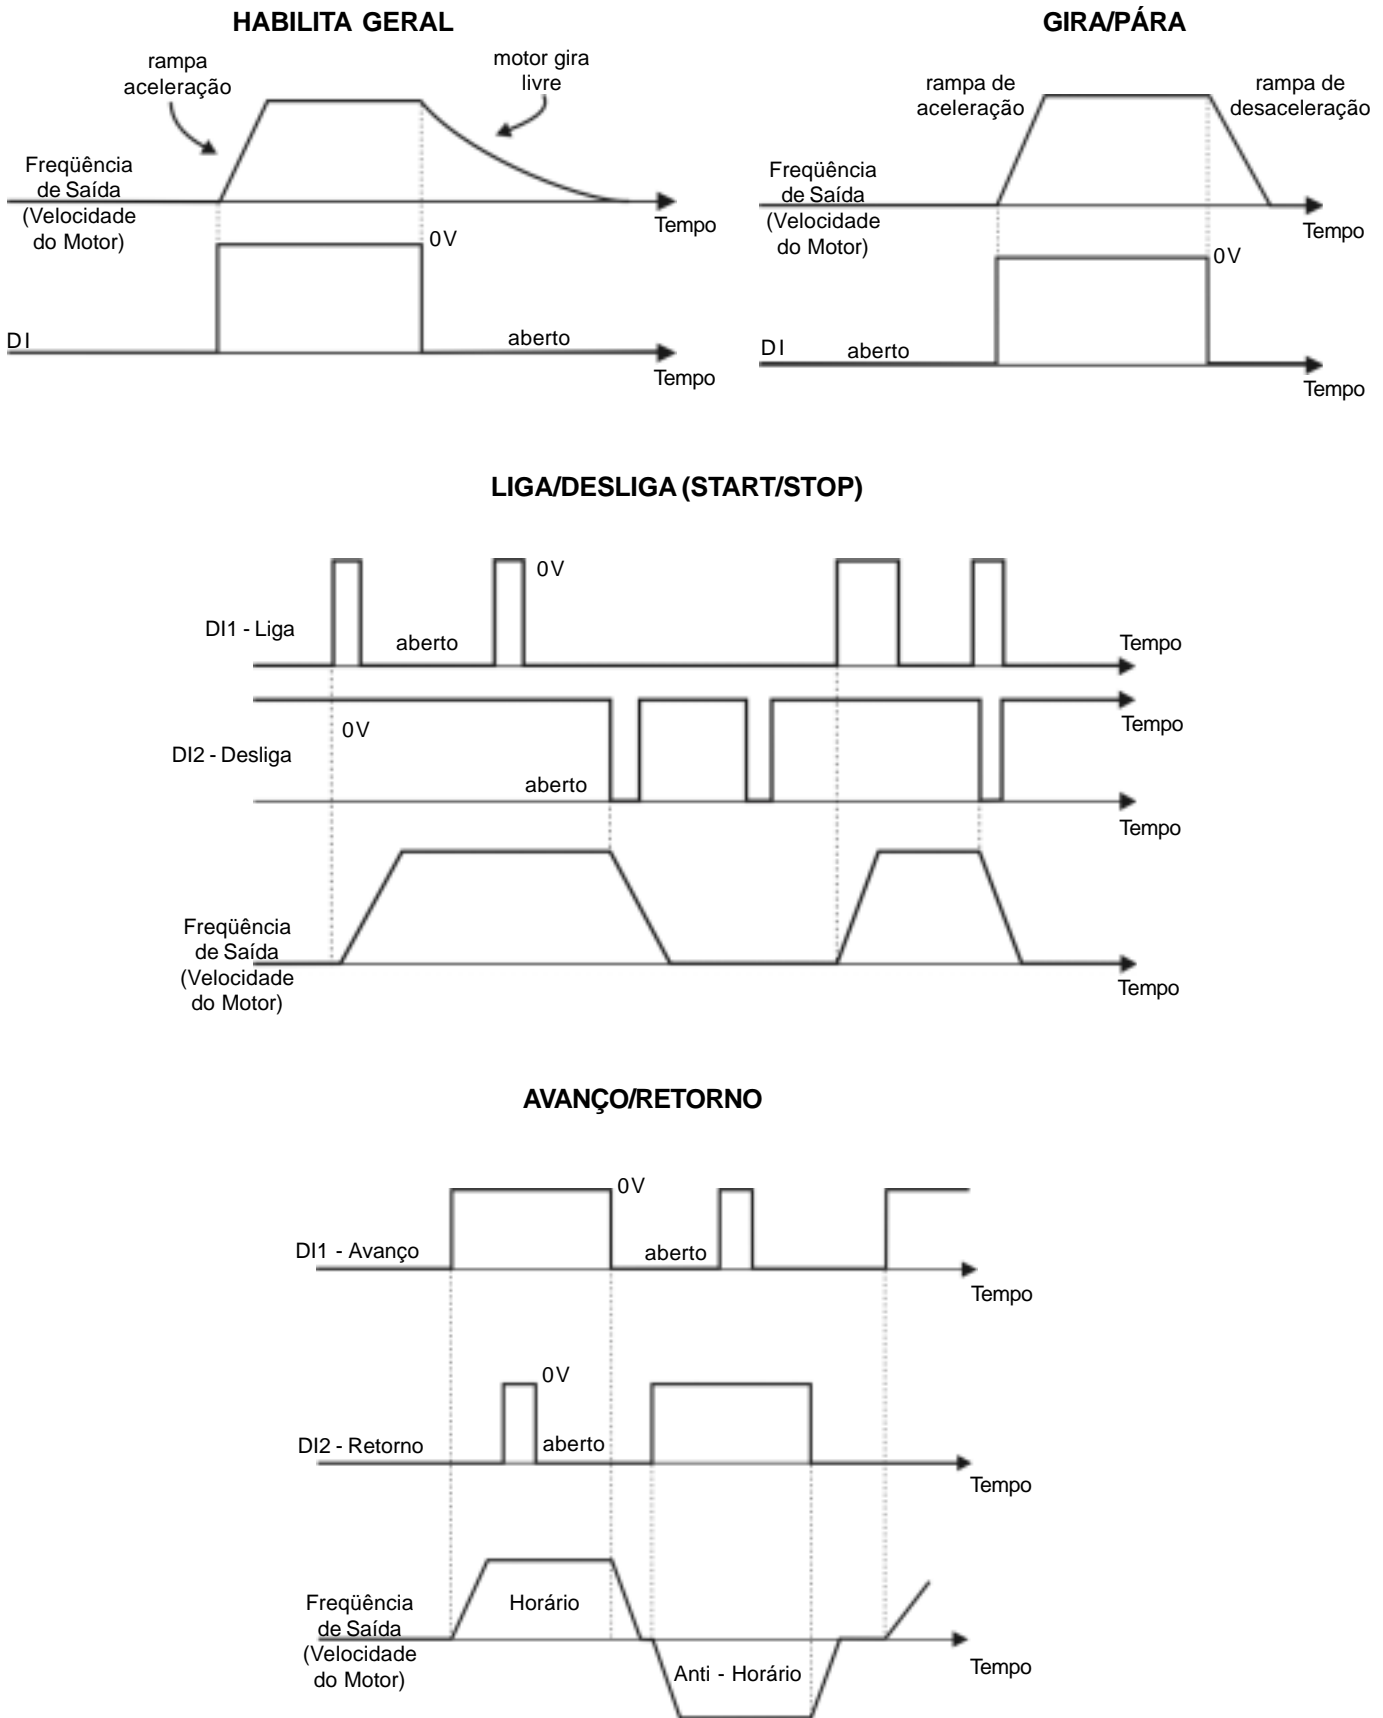 HABILITA GERAL
rampa
aceleração
motor gira
livre
Freqüência
de Saída
(Velocidade
do Motor)
Tempo
0V
DI
aberto
Tempo
GIRA/PÁRA
rampa de
aceleração
rampa de
desaceleração
Freqüência
de Saída
(Velocidade
do Motor)
Tempo
0V
DI
aberto
Tempo
LIGA/DESLIGA (START/STOP)
0V
DI1 - Liga
aberto
Tempo
0V
Tempo
DI2 - Desliga
aberto
Tempo
Freqüência
de Saída
(Velocidade
do Motor)
Tempo
AVANÇO/RETORNO
0V
DI1 - Avanço
aberto
Tempo
0V
DI2 - Retorno
aberto
Tempo
Freqüência
de Saída
(Velocidade
do Motor)
Horário
Anti - Horário
Tempo